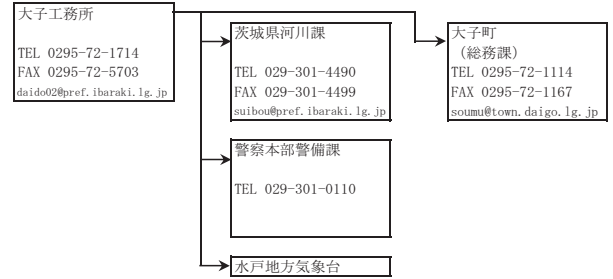 大子工務所
TEL 0295-72-1714
FAX 0295-72-5703
daido02@pref.ibaraki.lg.jp
茨城県河川課
TEL 029-301-4490
FAX 029-301-4499
suibou@pref.ibaraki.lg.jp
大子町
（総務課）
TEL 0295-72-1114
FAX 0295-72-1167
soumu@town.daigo.lg.jp
警察本部警備課
TEL 029-301-0110
水戸地方気象台